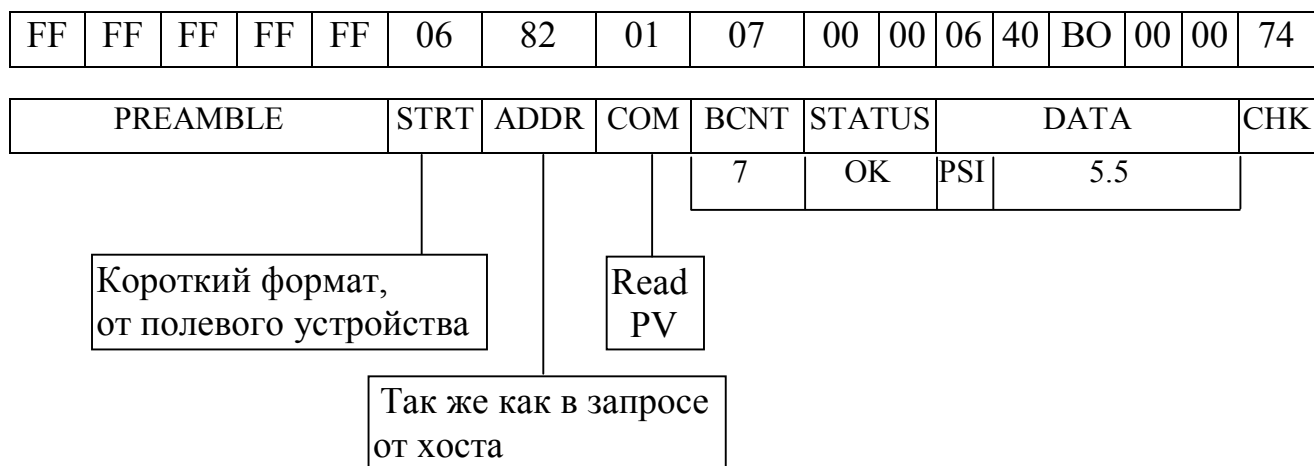 FF FF FF FF FF 06 82 01 07 00 00 06 40 BO 00 00 74
PREAMBLE STRT ADDR COM BCNT STATUS DATA CHK
7 OK PSI 5.5
Короткий формат,
от полевого устройства
Read
PV
Так же как в запросе
от хоста